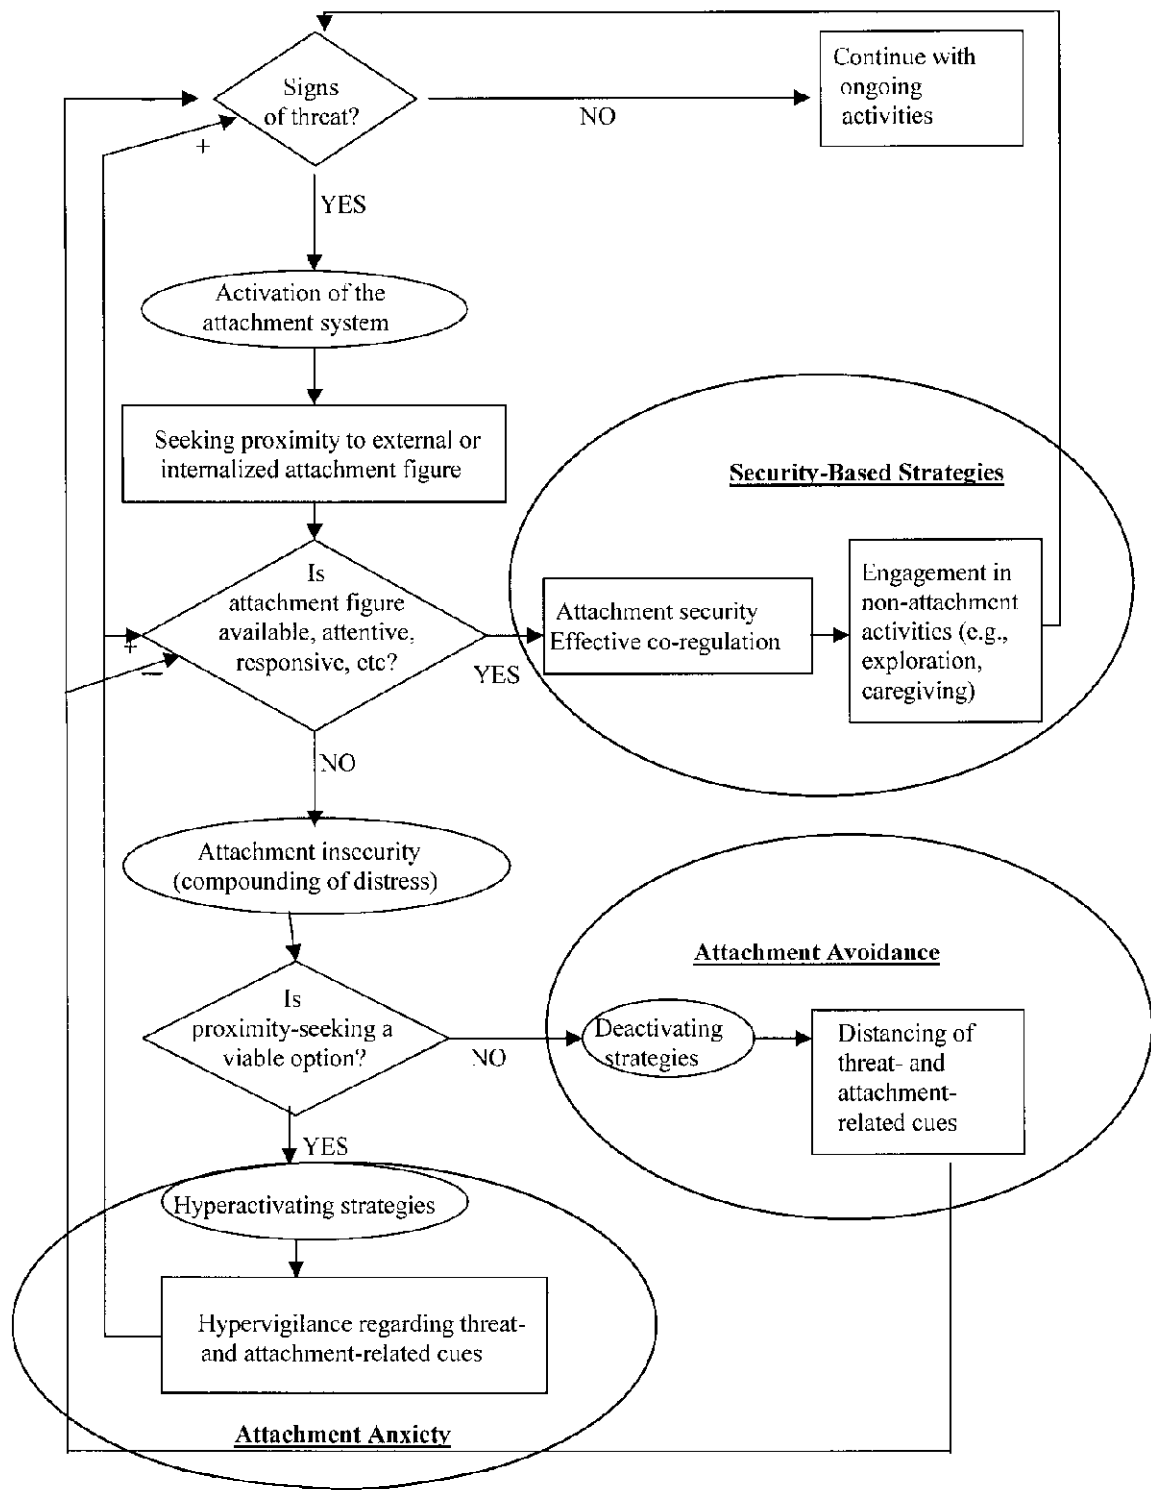 Signs
of threat?
Continue with
ongoing
activities
NO
−
+
YES
Activation of the
attachment system
Seeking proximity to external or
internalized attachment figure
Security-Based Strategies
Is
attachment figure
available, attentive,
responsive, etc?
+
−
YES
Attachment security
Effective co-regulation
Engagement in
non-attachment
activities (e.g.,
exploration,
caregiving)
NO
Attachment insecurity
(compounding of distress)
Attachment Avoidance
Is
proximity-seeking a
viable option?
NO
Deactivating
strategies
Distancing of
threat- and
attachment-
related cues
YES
Hyperactivating strategies
Hypervigilance regarding threat-
and attachment-related cues
Attachment Anxiety